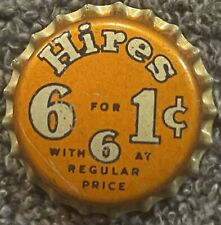 Hires
6 FOR 1¢
WITH 6 AT
REGULAR
PRICE